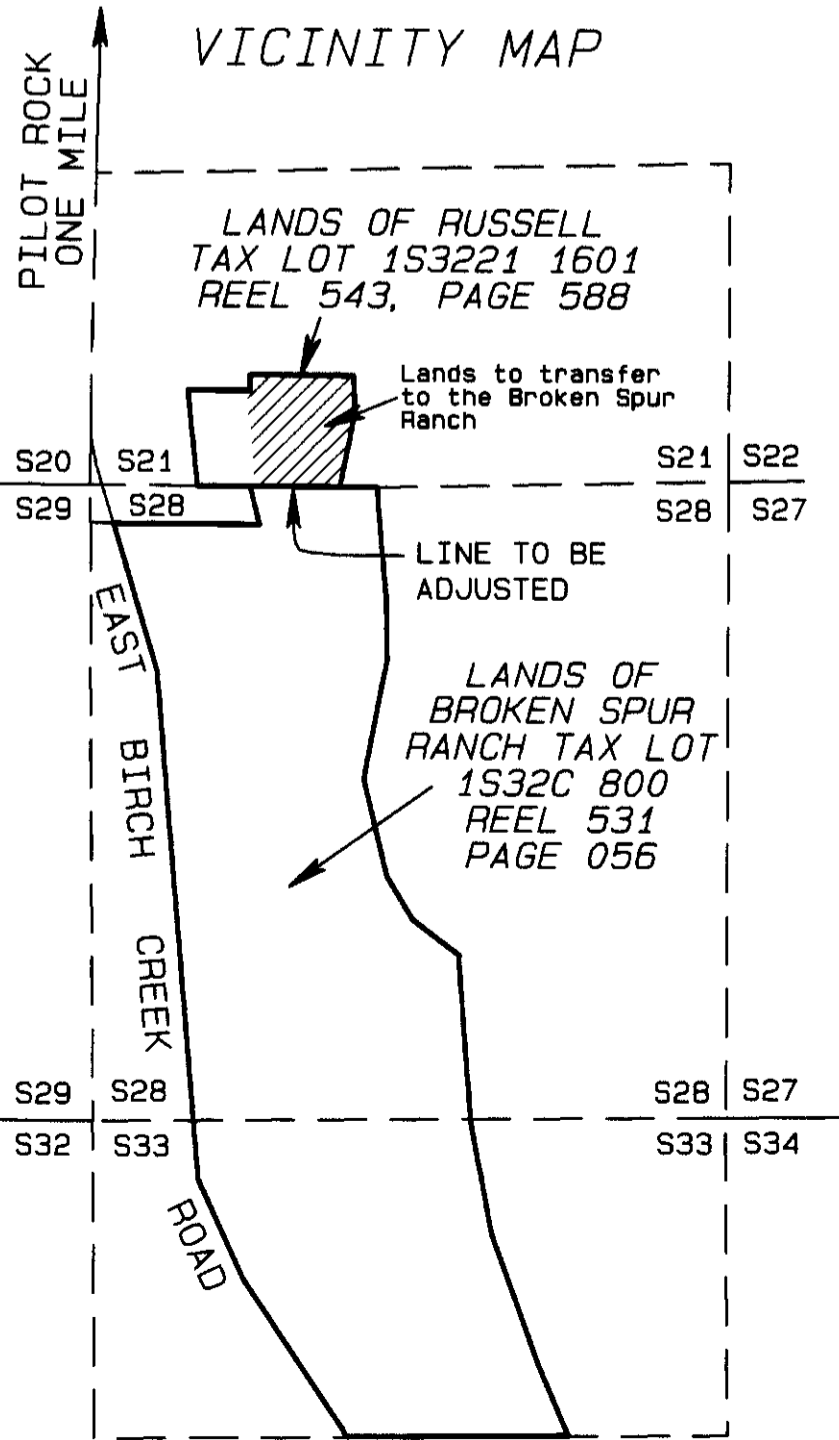 VICINITY MAP
PILOT ROCK
ONE MILE
LANDS OF RUSSELL
TAX LOT 1S3221 1601
REEL 543, PAGE 588
Lands to transfer
to the Broken Spur
Ranch
S20 S21
S21 S22
S29 S28
S28 S27
LINE TO BE
ADJUSTED
EAST BIRCH CREEK ROAD
LANDS OF
BROKEN SPUR
RANCH TAX LOT
1S32C 800
REEL 531
PAGE 056
S29 S28
S28 S27
S32 S33
S33 S34